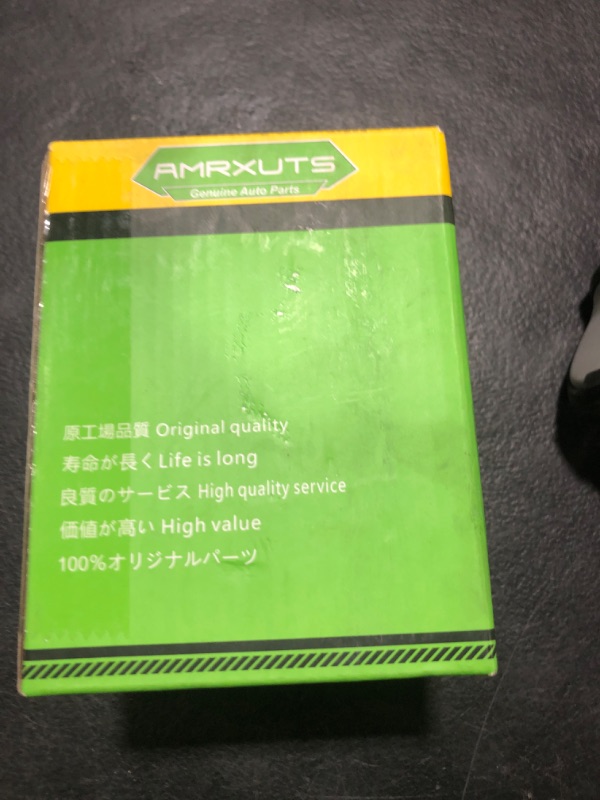 AMRXUTS
Genuine Auto Parts
原工場品質 Original quality
寿命が長く Life is long
良質のサービス High quality service
価値が高い High value
100%オリジナルパーツ